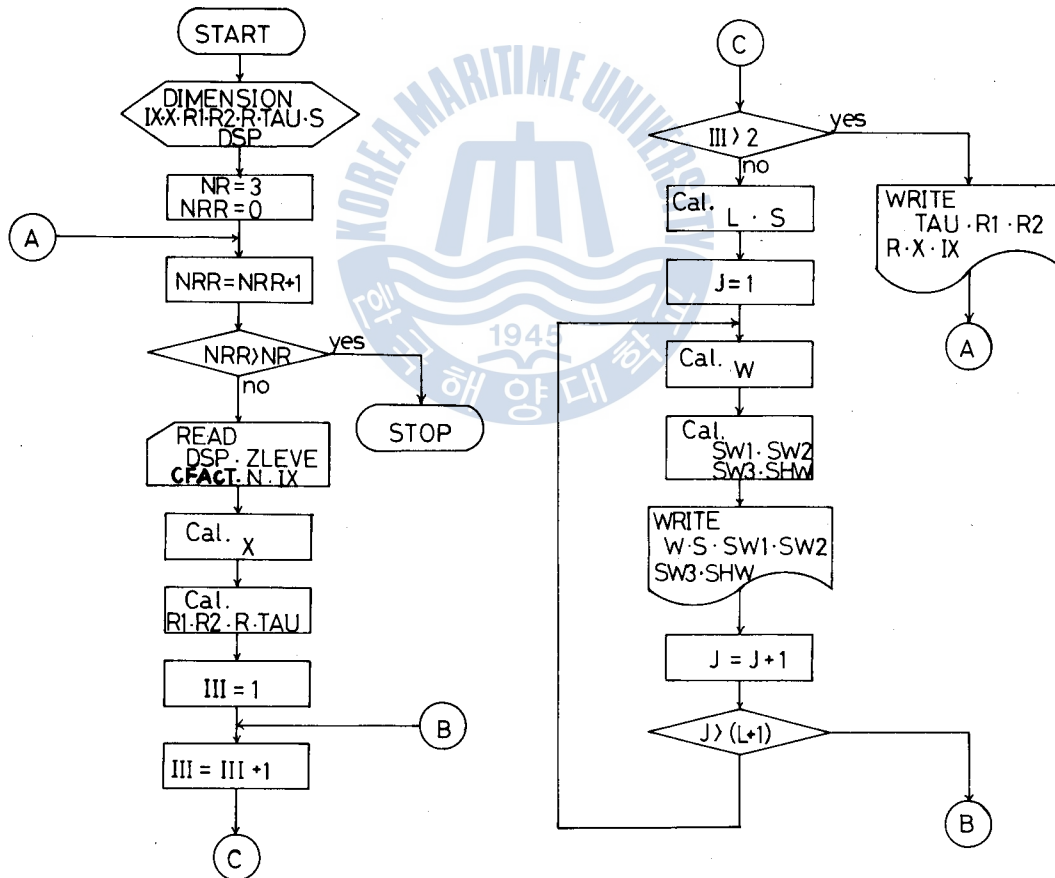 START
DIMENSION
IX·X·R1·R2·R·TAU·S
DSP
NR=3
NRR=0
A
NRR=NRR+1
NRR>NR
yes
no
STOP
READ
DSP·ZLEVE
CFACT·N·IX
Cal.
X
Cal.
R1·R2·R·TAU
III=1
B
III=III+1
C
C
III>2
yes
no
WRITE
TAU·R1·R2
R·X·IX
A
Cal.
L·S
J=1
Cal. W
Cal.
SW1·SW2
SW3·SHW
WRITE
W·S·SW1·SW2
SW3·SHW
J=J+1
J>(L+1)
B
KOREA MARITIME UNIVERSITY
1945
한국해양대학교